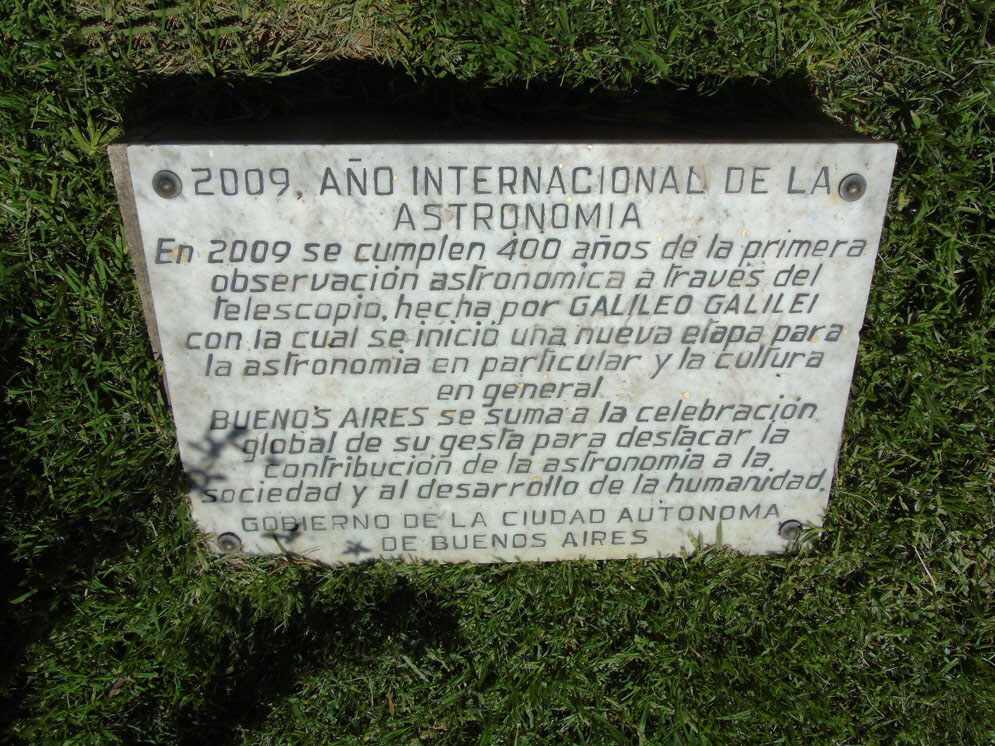 2009, AÑO INTERNACIONAL DE LA
ASTRONOMIA
En 2009 se cumplen 400 años de la primera
observación astronomica a través del
telescopio, hecha por GALILEO GALILEI
con la cual se inició una nueva etapa para
la astronomia en particular y la cultura
en general.
BUENOS AIRES se suma a la celebración
global de su gesta para destacar la
contribución de la astronomia a la
sociedad y al desarrollo de la humanidad.
GOBIERNO DE LA CIUDAD AUTONOMA
DE BUENOS AIRES